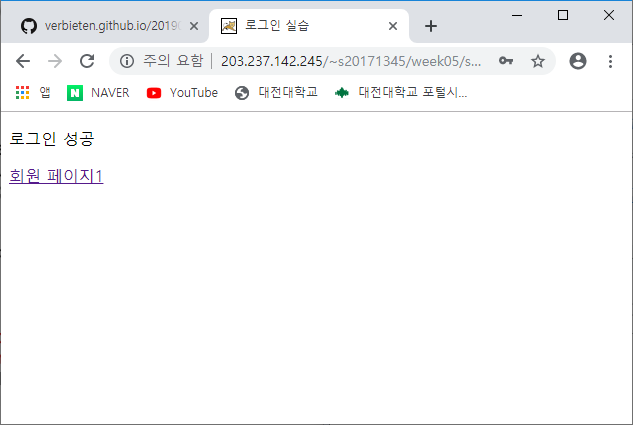 verbieten.github.io/2019
로그인 실습
주의 요함 203.237.142.245/~s20171345/week05/s...
앱 NAVER YouTube 대전대학교 대전대학교 포털시...
로그인 성공
회원 페이지1